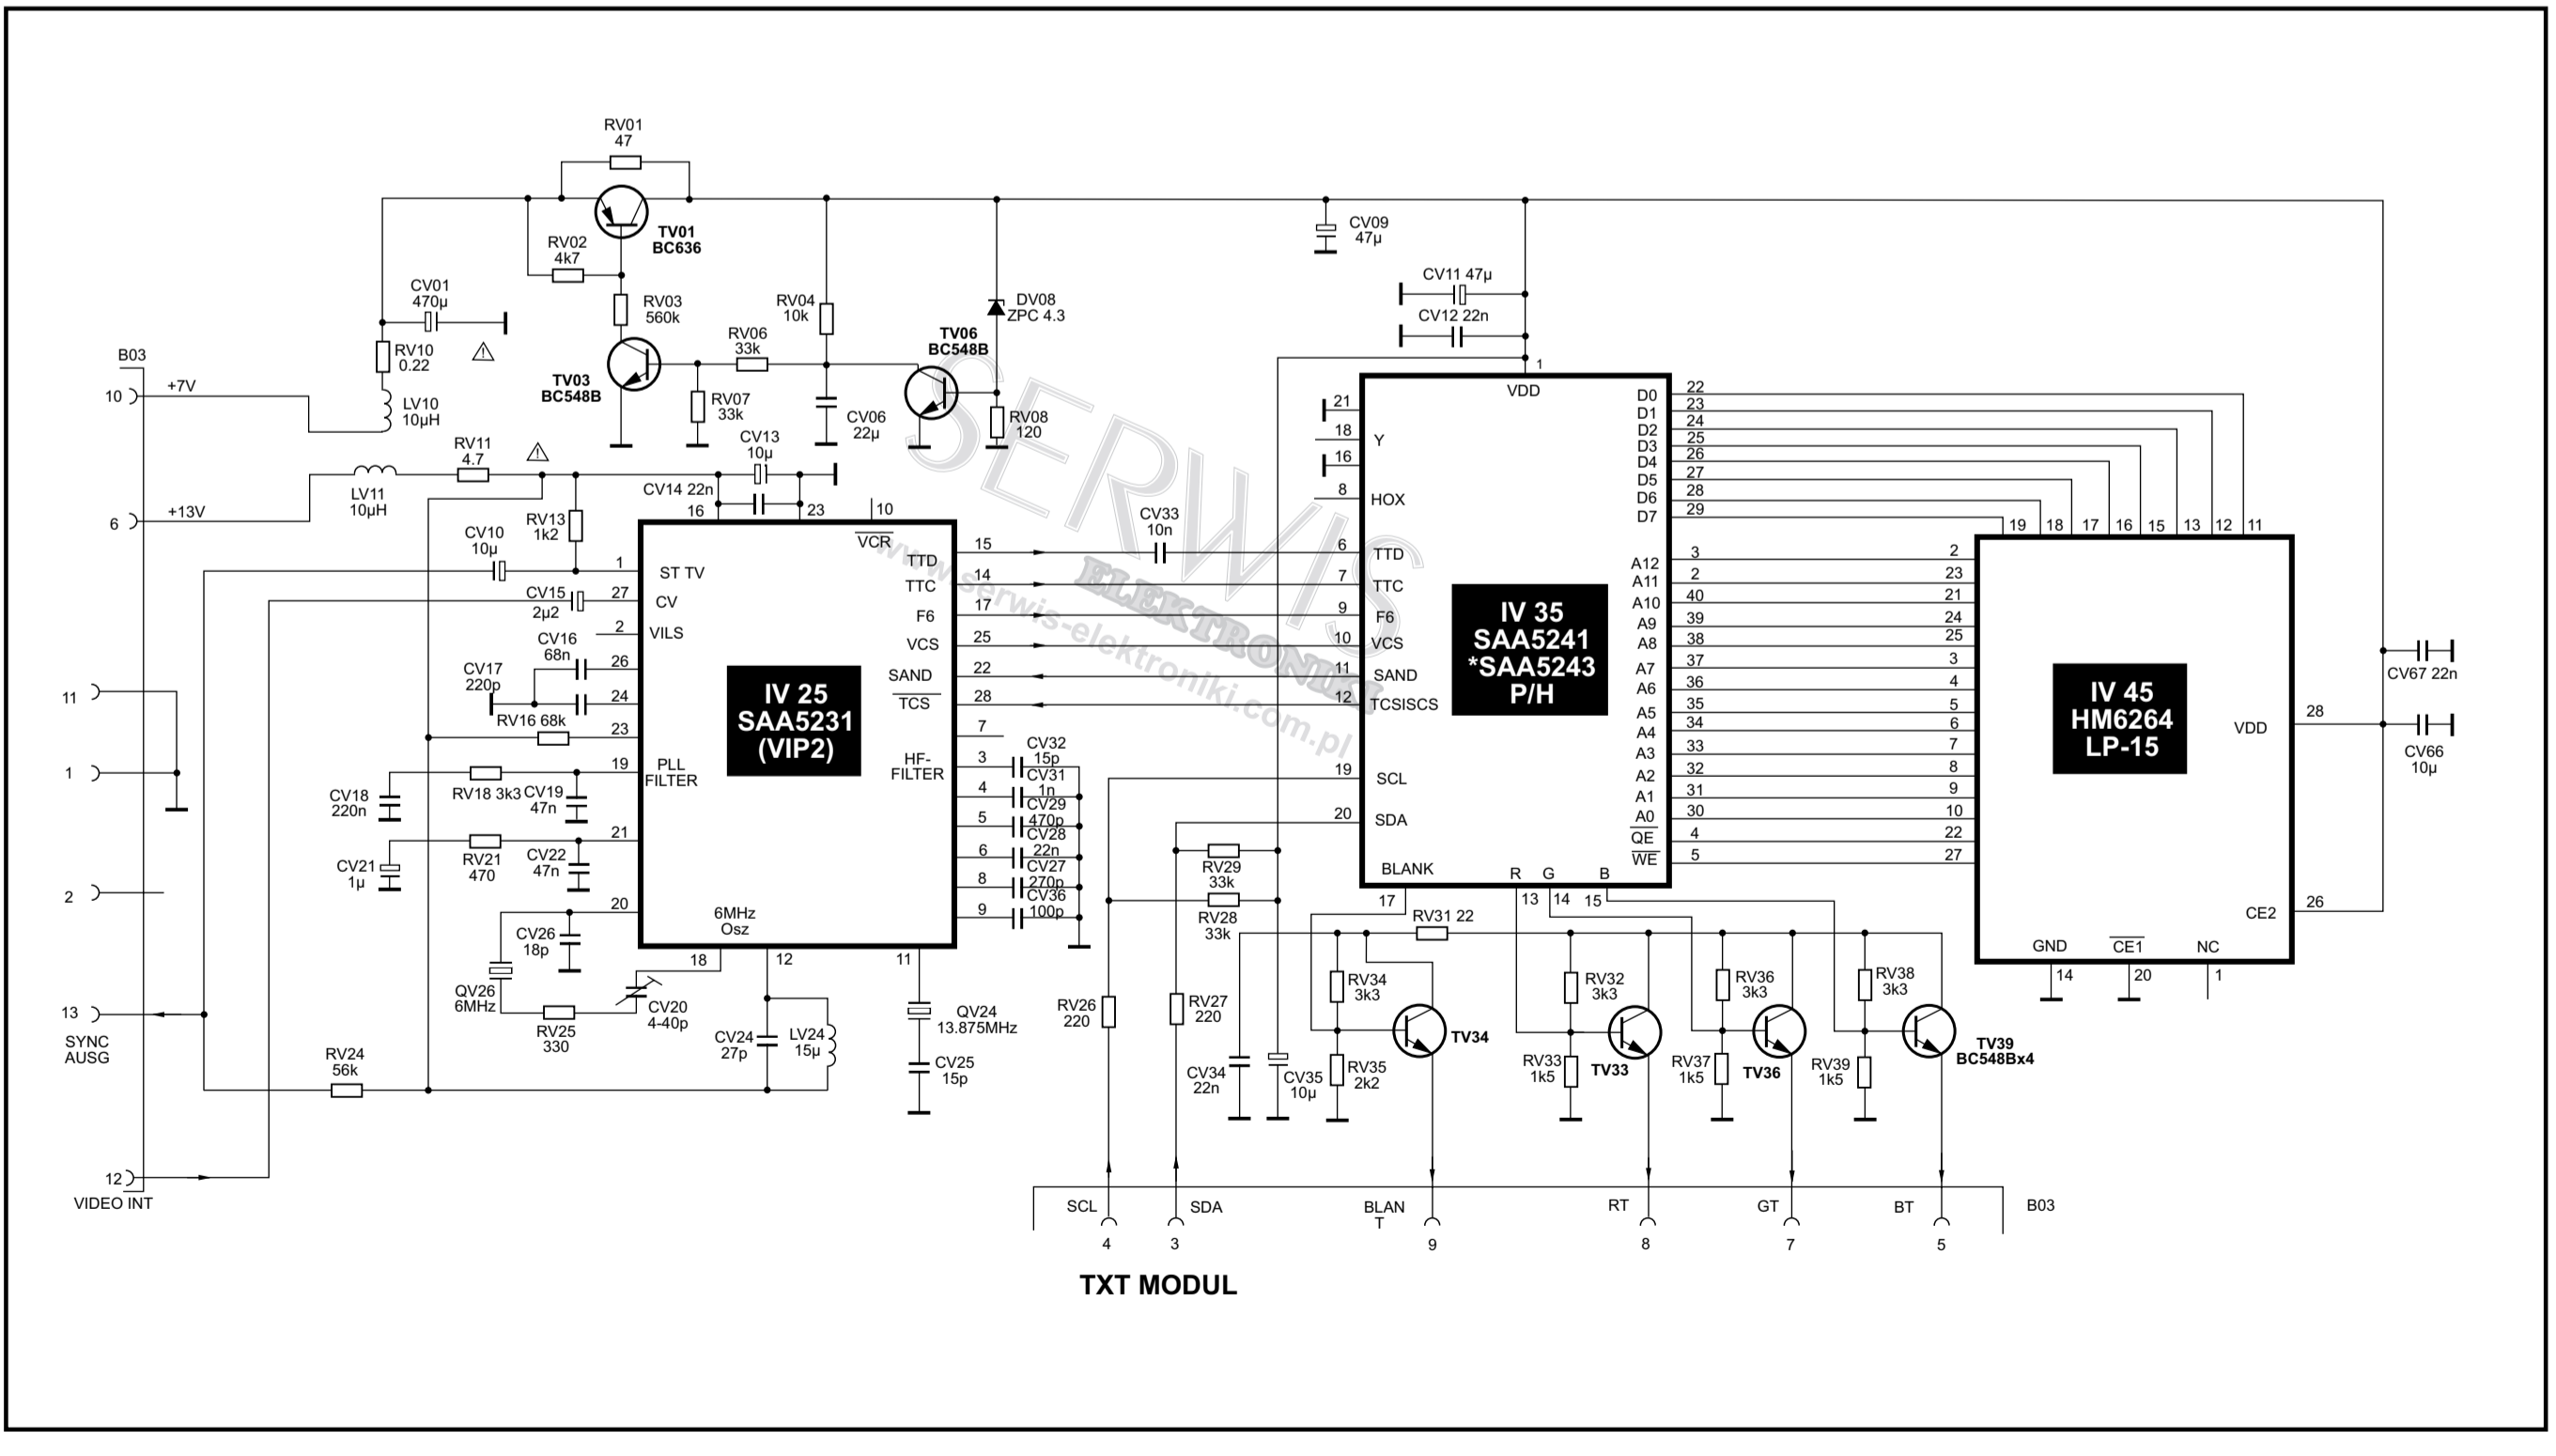 RV01
47
TV01
BC636
RV02
4k7
CV01
470µ
RV03
560k
RV10
0.22
RV04
10k
RV06
33k
TV06
BC548B
DV08
ZPC 4.3
CV09
47µ
CV11 47µ
CV12 22n
B03
10
+7V
LV10
10µH
TV03
BC548B
RV07
33k
CV06
22µ
RV08
120
RV11
4.7
CV13
10µ
CV14 22n
LV11
10µH
6
+13V
RV13
1k2
CV10
10µ
CV15
2µ2
CV16
68n
CV17
220p
RV16 68k
RV18 3k3
CV19
47n
CV18
220n
RV21
470
CV22
47n
CV21
1µ
CV26
18p
QV26
6MHz
RV25
330
CV20
4-40p
CV24
27p
LV24
15µ
QV24
13.875MHz
CV25
15p
RV24
56k
11
1
2
13
SYNC
AUSG
12
VIDEO INT
16
23
10
VCR
1
ST TV
27
CV
2
VILS
26
24
23
19
PLL
FILTER
21
20
6MHz
Osz
18
12
11
IV 25
SAA5231
(VIP2)
TTD
15
TTC
14
F6
17
VCS
25
SAND
22
TCS
28
7
HF-
FILTER
3
4
5
6
8
9
CV32
15p
CV31
1n
CV29
470p
CV28
22n
CV27
270p
CV36
100p
CV33
10n
SERWIS
ELEKTRONIKI
www.serwis-elektroniki.com.pl
1
VDD
21
18
Y
16
8
HOX
6
TTD
7
TTC
9
F6
10
VCS
11
SAND
12
TCSISCS
19
SCL
20
SDA
BLANK
R
G
B
17
13
14
15
IV 35
SAA5241
*SAA5243
P/H
D0 22
D1 23
D2 24
D3 25
D4 26
D5 27
D6 28
D7 29
A12 3 2
A11 2 23
A10 40 21
A9 39 24
A8 38 25
A7 37 3
A6 36 4
A5 35 5
A4 34 6
A3 33 7
A2 32 8
A1 31 9
A0 30 10
QE 4 22
WE 5 27
19 18 17 16 15 13 12 11
IV 45
HM6264
LP-15
VDD
28
CE2
26
GND
CE1
NC
14
20
1
CV67 22n
CV66
10µ
RV29
33k
RV28
33k
RV31 22
RV26
220
RV27
220
CV34
22n
CV35
10µ
RV34
3k3
RV35
2k2
TV34
RV32
3k3
RV33
1k5
TV33
RV36
3k3
RV37
1k5
TV36
RV38
3k3
RV39
1k5
TV39
BC548Bx4
SCL
SDA
BLAN
T
RT
GT
BT
B03
4
3
9
8
7
5
TXT MODUL